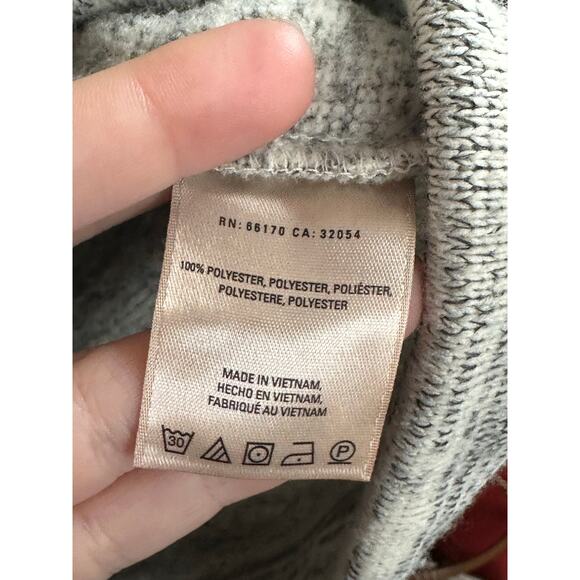 RN: 66170 CA: 32054
100% POLYESTER, POLYESTER, POLIÉSTER,
POLYESTERE, POLYESTER
MADE IN VIETNAM,
HECHO EN VIETNAM,
FABRIQUÉ AU VIETNAM
30 P